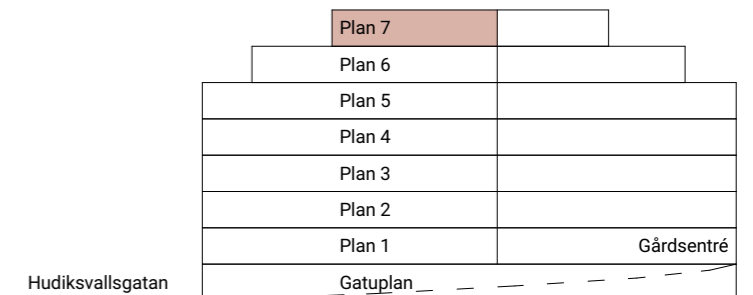 Plan 7
Plan 6
Plan 5
Plan 4
Plan 3
Plan 2
Plan 1 Gårdsentré
Hudiksvallsgatan Gatuplan